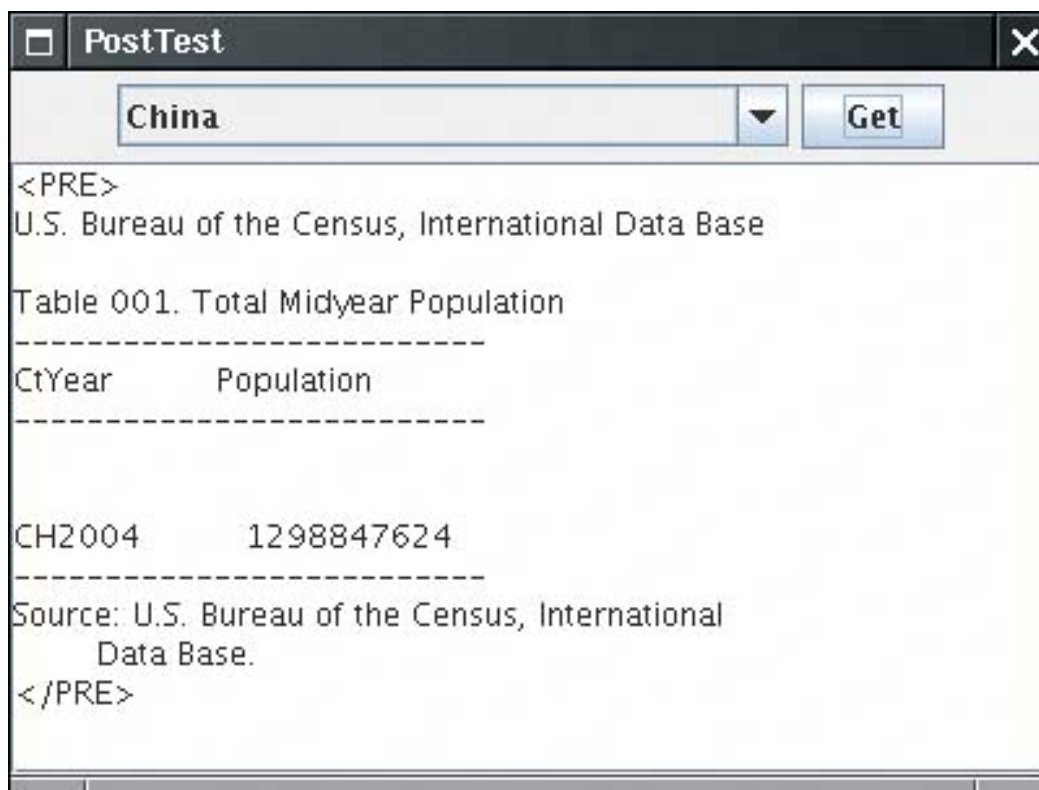 PostTest
China Get
<PRE>
U.S. Bureau of the Census, International Data Base
Table 001. Total Midyear Population
--------------------------
CtYear Population
--------------------------
CH2004 1298847624
--------------------------
Source: U.S. Bureau of the Census, International
Data Base.
</PRE>